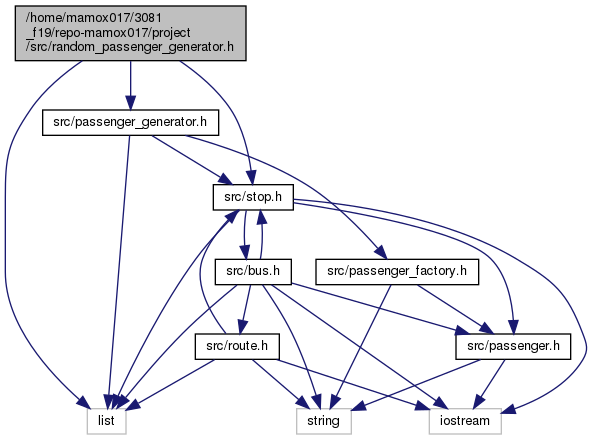 /home/mamox017/3081
_f19/repo-mamox017/project
/src/random_passenger_generator.h
src/passenger_generator.h
src/stop.h
src/bus.h
src/passenger_factory.h
src/route.h
src/passenger.h
list
string
iostream